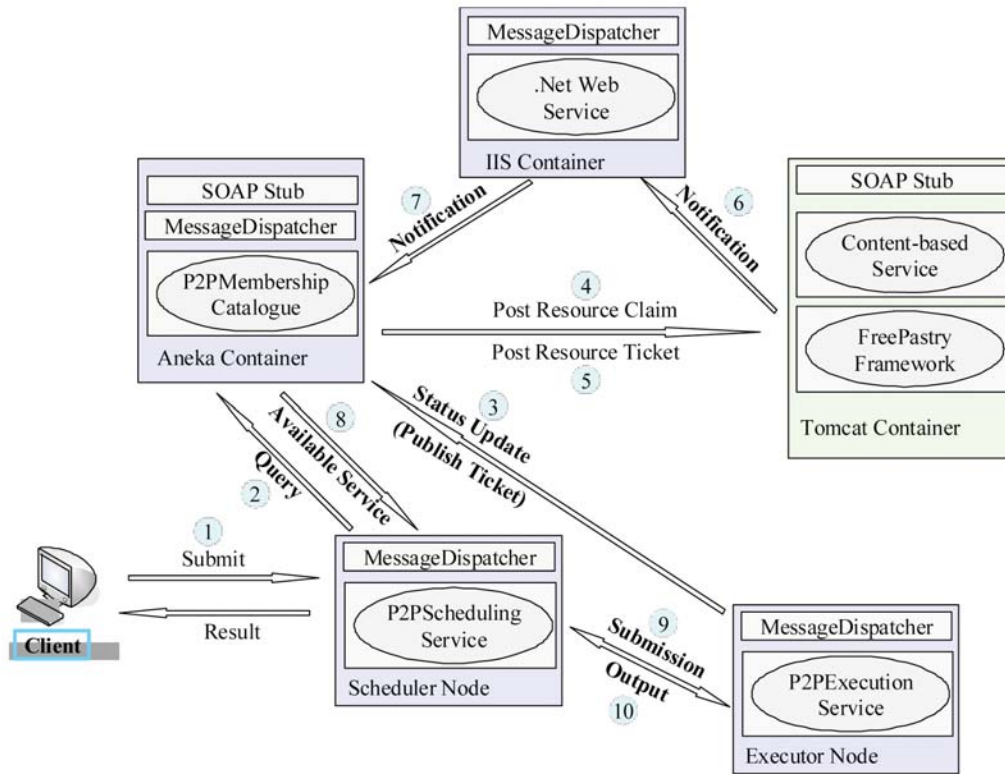 MessageDispatcher
.Net Web
Service
IIS Container
SOAP Stub
MessageDispatcher
P2PMembership
Catalogue
Aneka Container
7
Notification
6
Notification
SOAP Stub
Content-based
Service
FreePastry
Framework
Tomcat Container
4
Post Resource Claim
Post Resource Ticket
5
3
Status Update
(Publish Ticket)
8
Available Service
Query
2
1
Submit
Result
Client
MessageDispatcher
P2PScheduling
Service
Scheduler Node
9
Submission
Output
10
MessageDispatcher
P2PExecution
Service
Executor Node